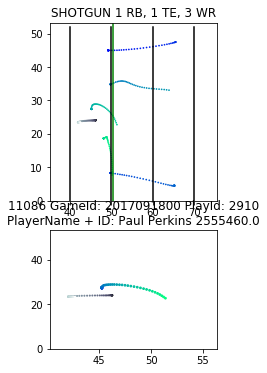 SHOTGUN 1 RB, 1 TE, 3 WR
50
40
30
20
10
0
40 50 60 70
11086 GameId: 2017091800 PlayId: 2910
PlayerName + ID: Paul Perkins 2555460.0
40
20
0
45 50 55